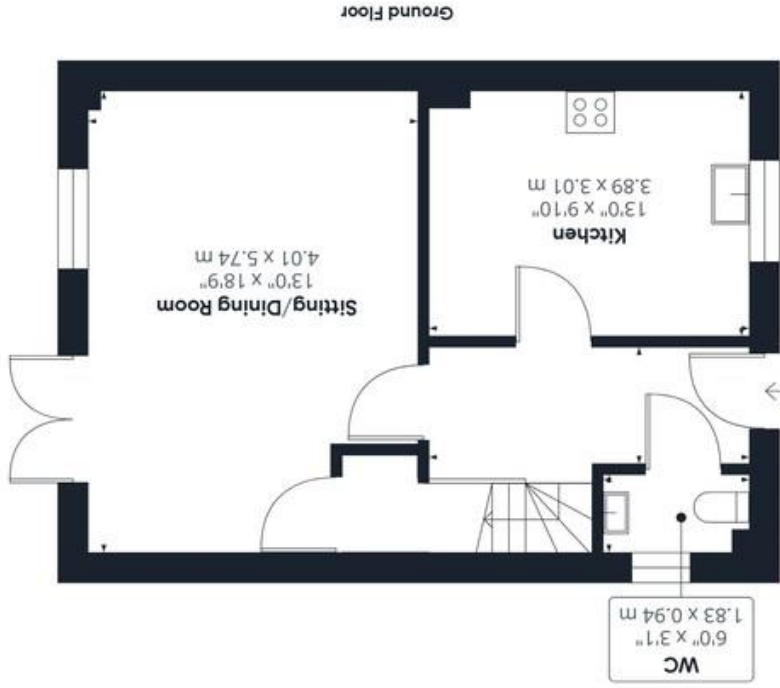 WC
6'0" x 3'1"
1.83 x 0.94 m
Sitting/Dining Room
13'0" x 18'9"
4.01 x 5.74 m
Kitchen
13'0" x 9'10"
3.89 x 3.01 m
Ground Floor